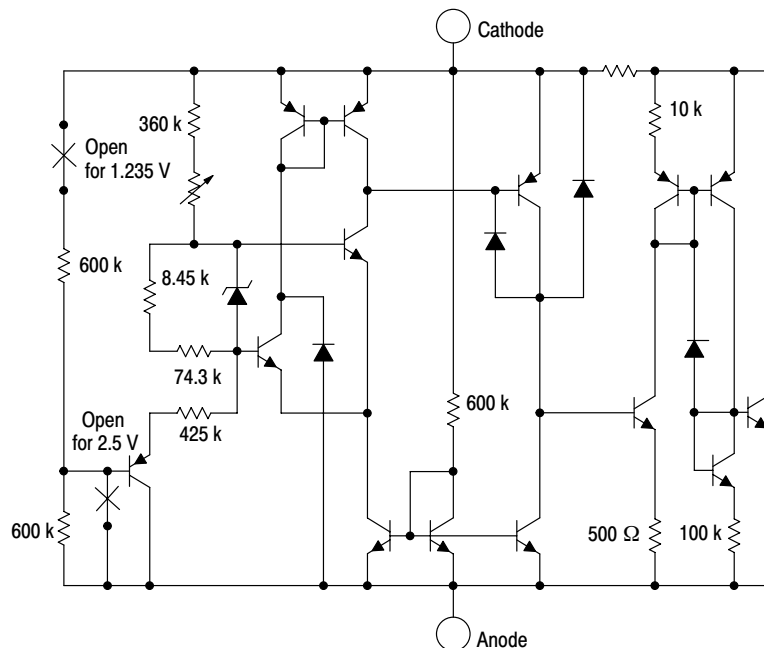 Cathode
360 k
10 k
Open
for 1.235 V
600 k
8.45 k
74.3 k
600 k
Open
for 2.5 V
425 k
600 k
500 Ω
100 k
Anode